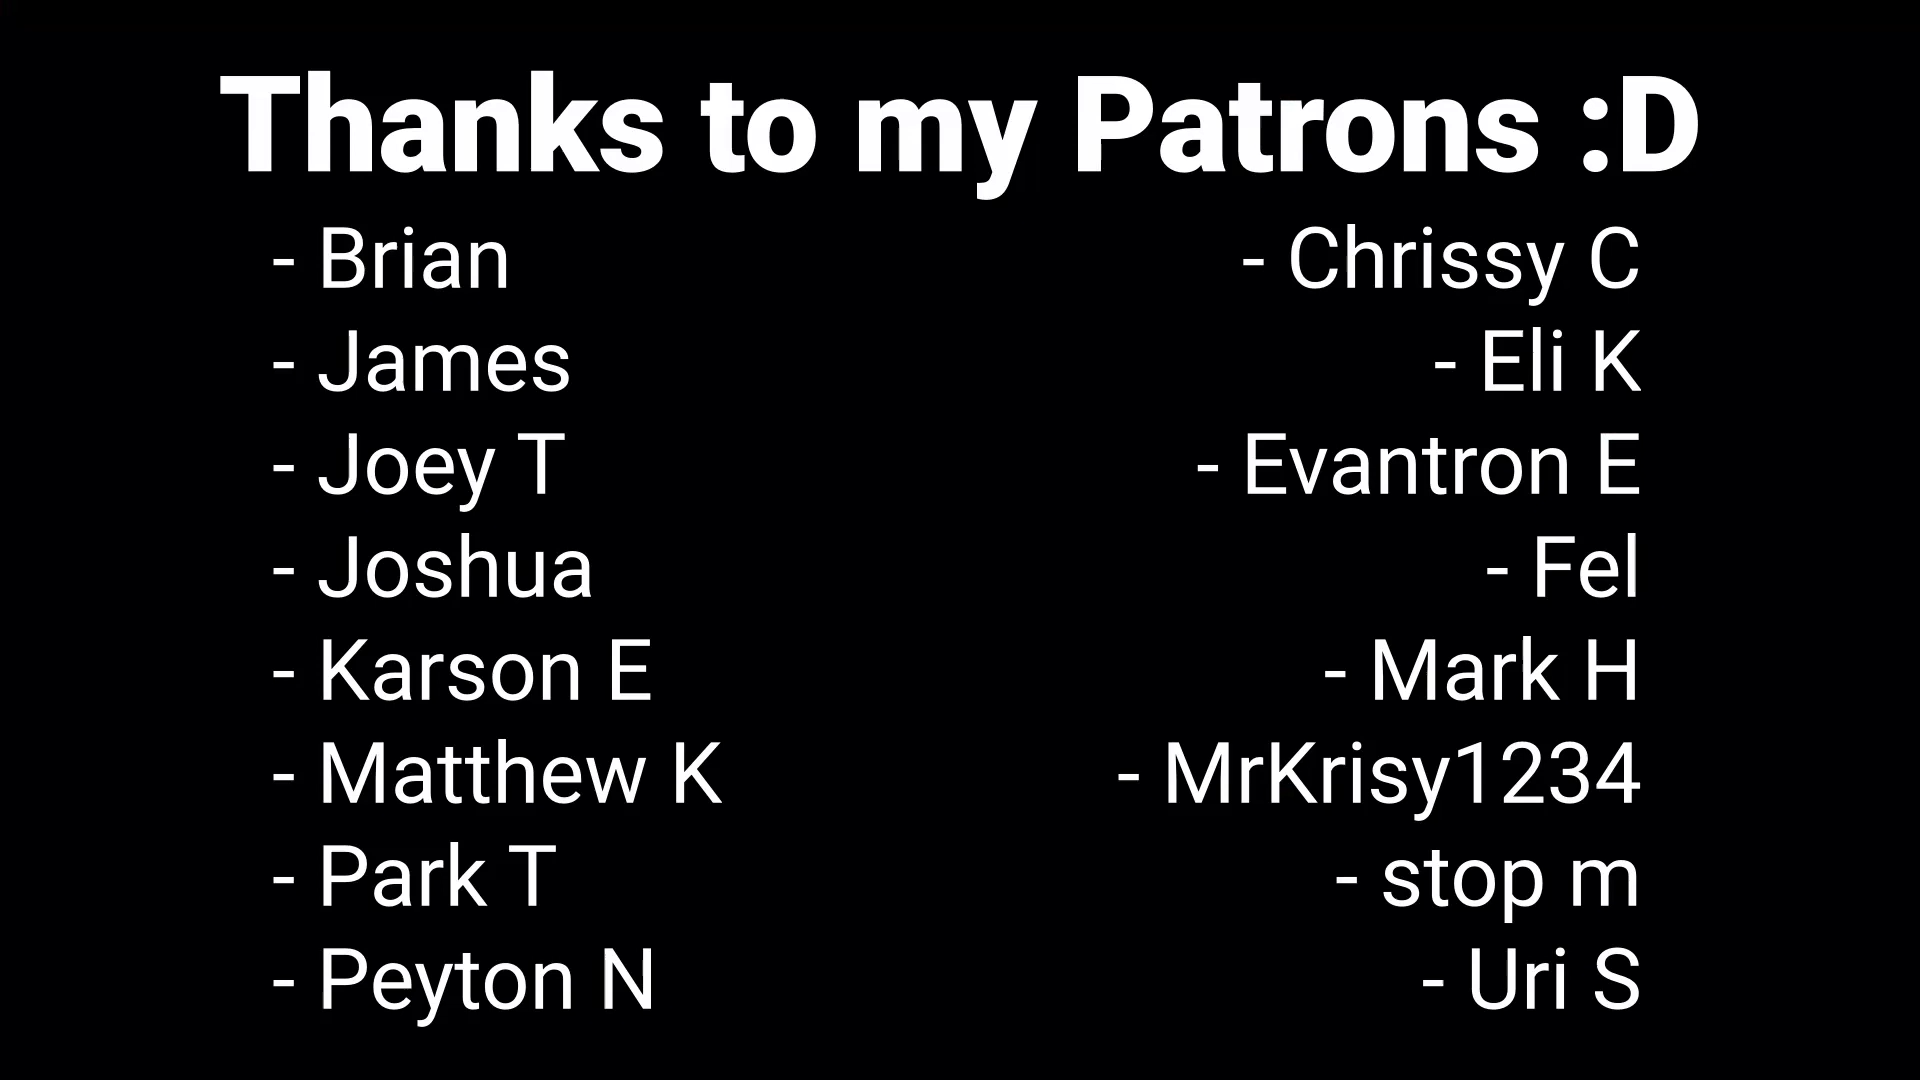 Thanks to my Patrons :D
- Brian
- James
- Joey T
- Joshua
- Karson E
- Matthew K
- Park T
- Peyton N
- Chrissy C
- Eli K
- Evantron E
- Fel
- Mark H
- MrKrisy1234
- stop m
- Uri S